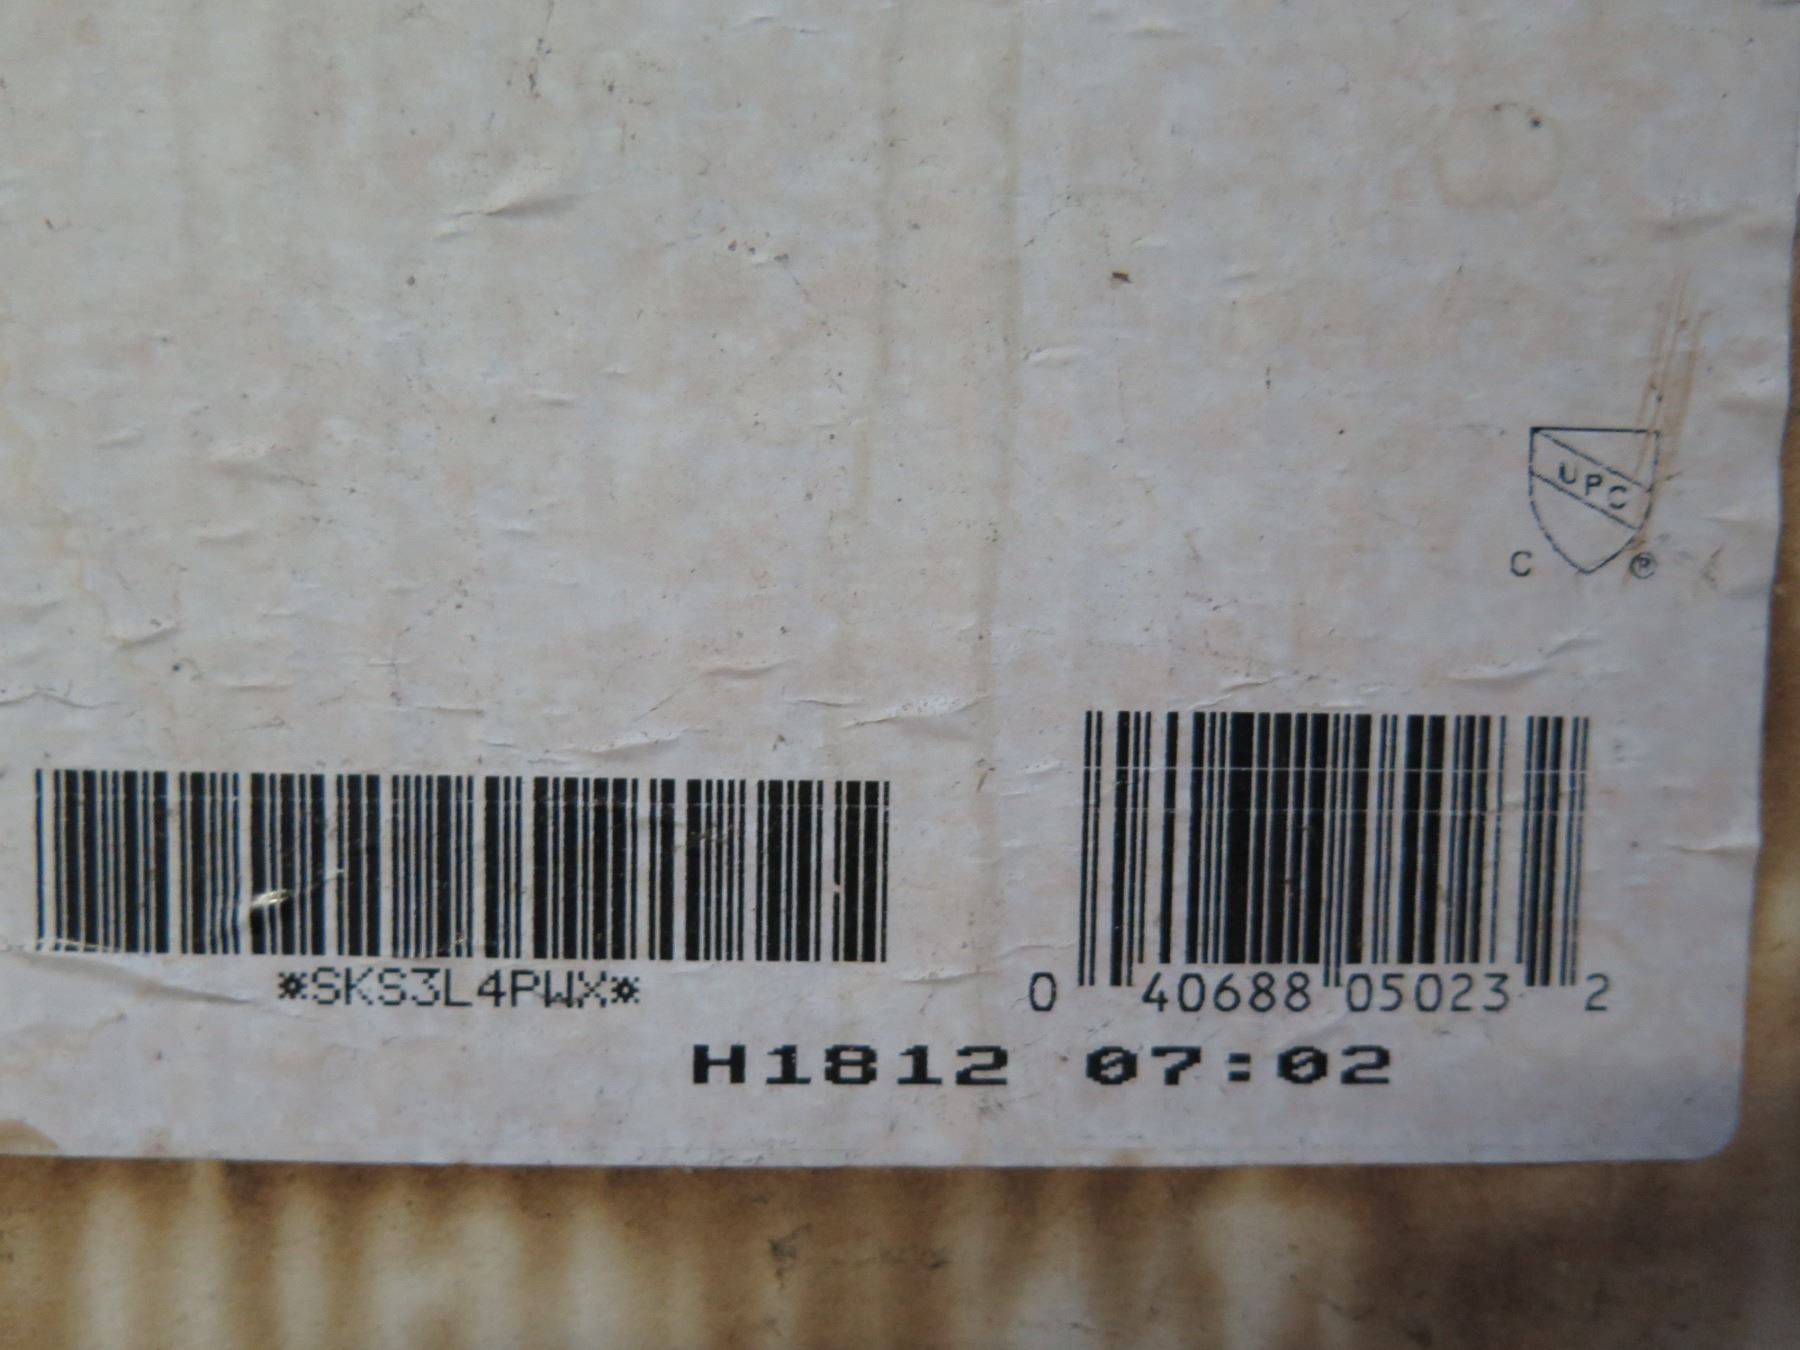 UPC
C ®
*SKS3L4PWX*
0 40688 05023 2
H1812 07:02